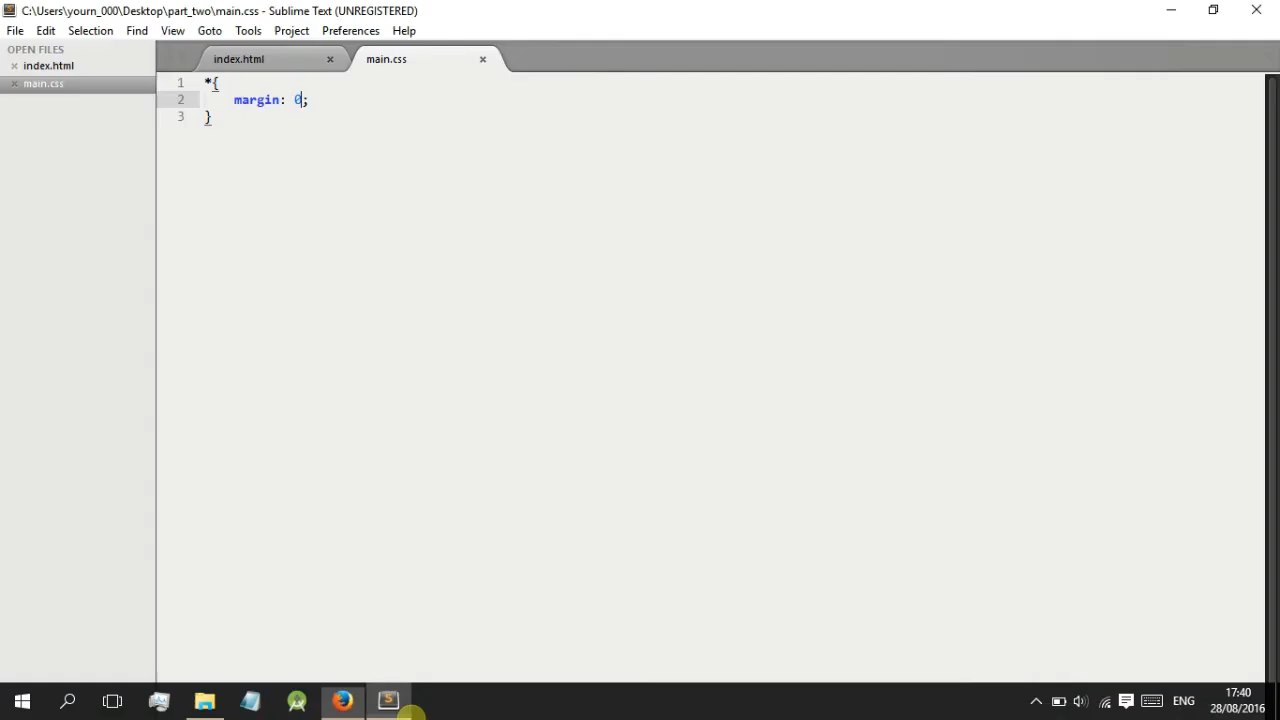 C:\Users\yourn_000\Desktop\part_two\main.css - Sublime Text (UNREGISTERED)
File Edit Selection Find View Goto Tools Project Preferences Help
OPEN FILES
index.html
main.css
index.html
main.css
1 *{
2 margin: 0;
3 }
ENG
17:40
28/08/2016